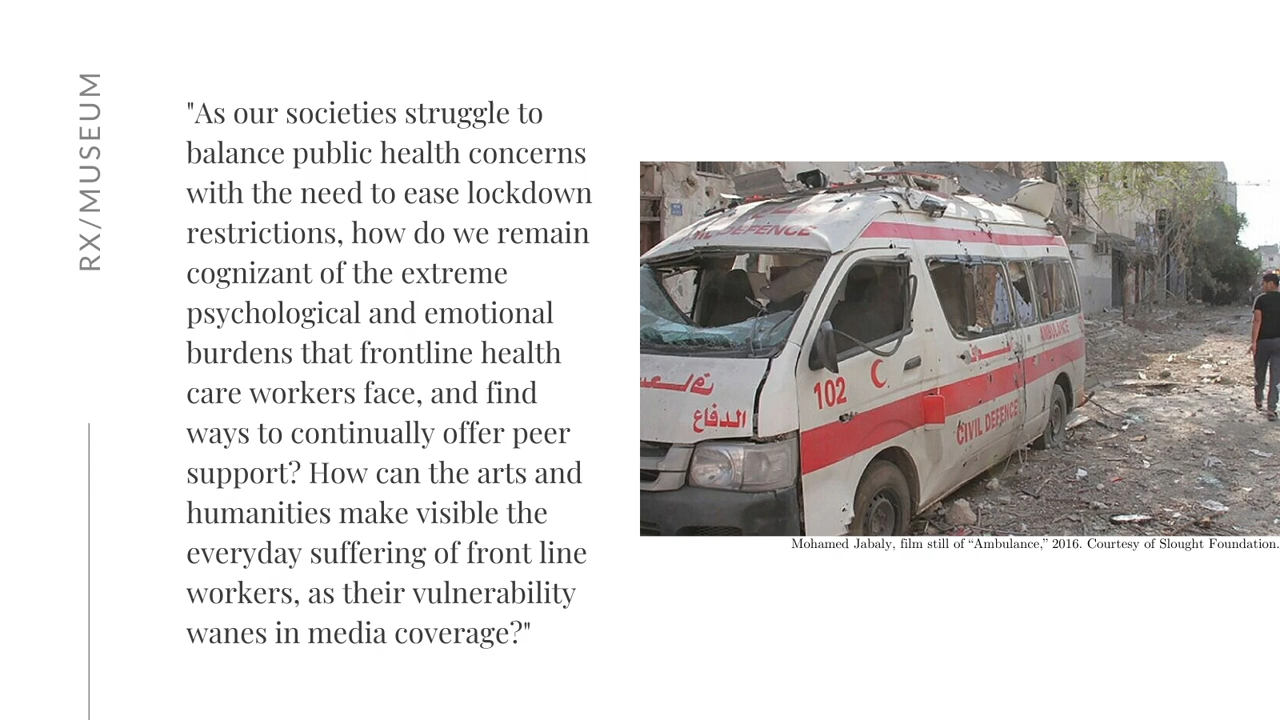 RX/MUSEUM
"As our societies struggle to
balance public health concerns
with the need to ease lockdown
restrictions, how do we remain
cognizant of the extreme
psychological and emotional
burdens that frontline health
care workers face, and find
ways to continually offer peer
support? How can the arts and
humanities make visible the
everyday suffering of front line
workers, as their vulnerability
wanes in media coverage?"
DEFENCE
102
الدفاع
AMBULANCE
CIVIL DEFENCE
Mohamed Jabaly, film still of “Ambulance,” 2016. Courtesy of Slought Foundation.